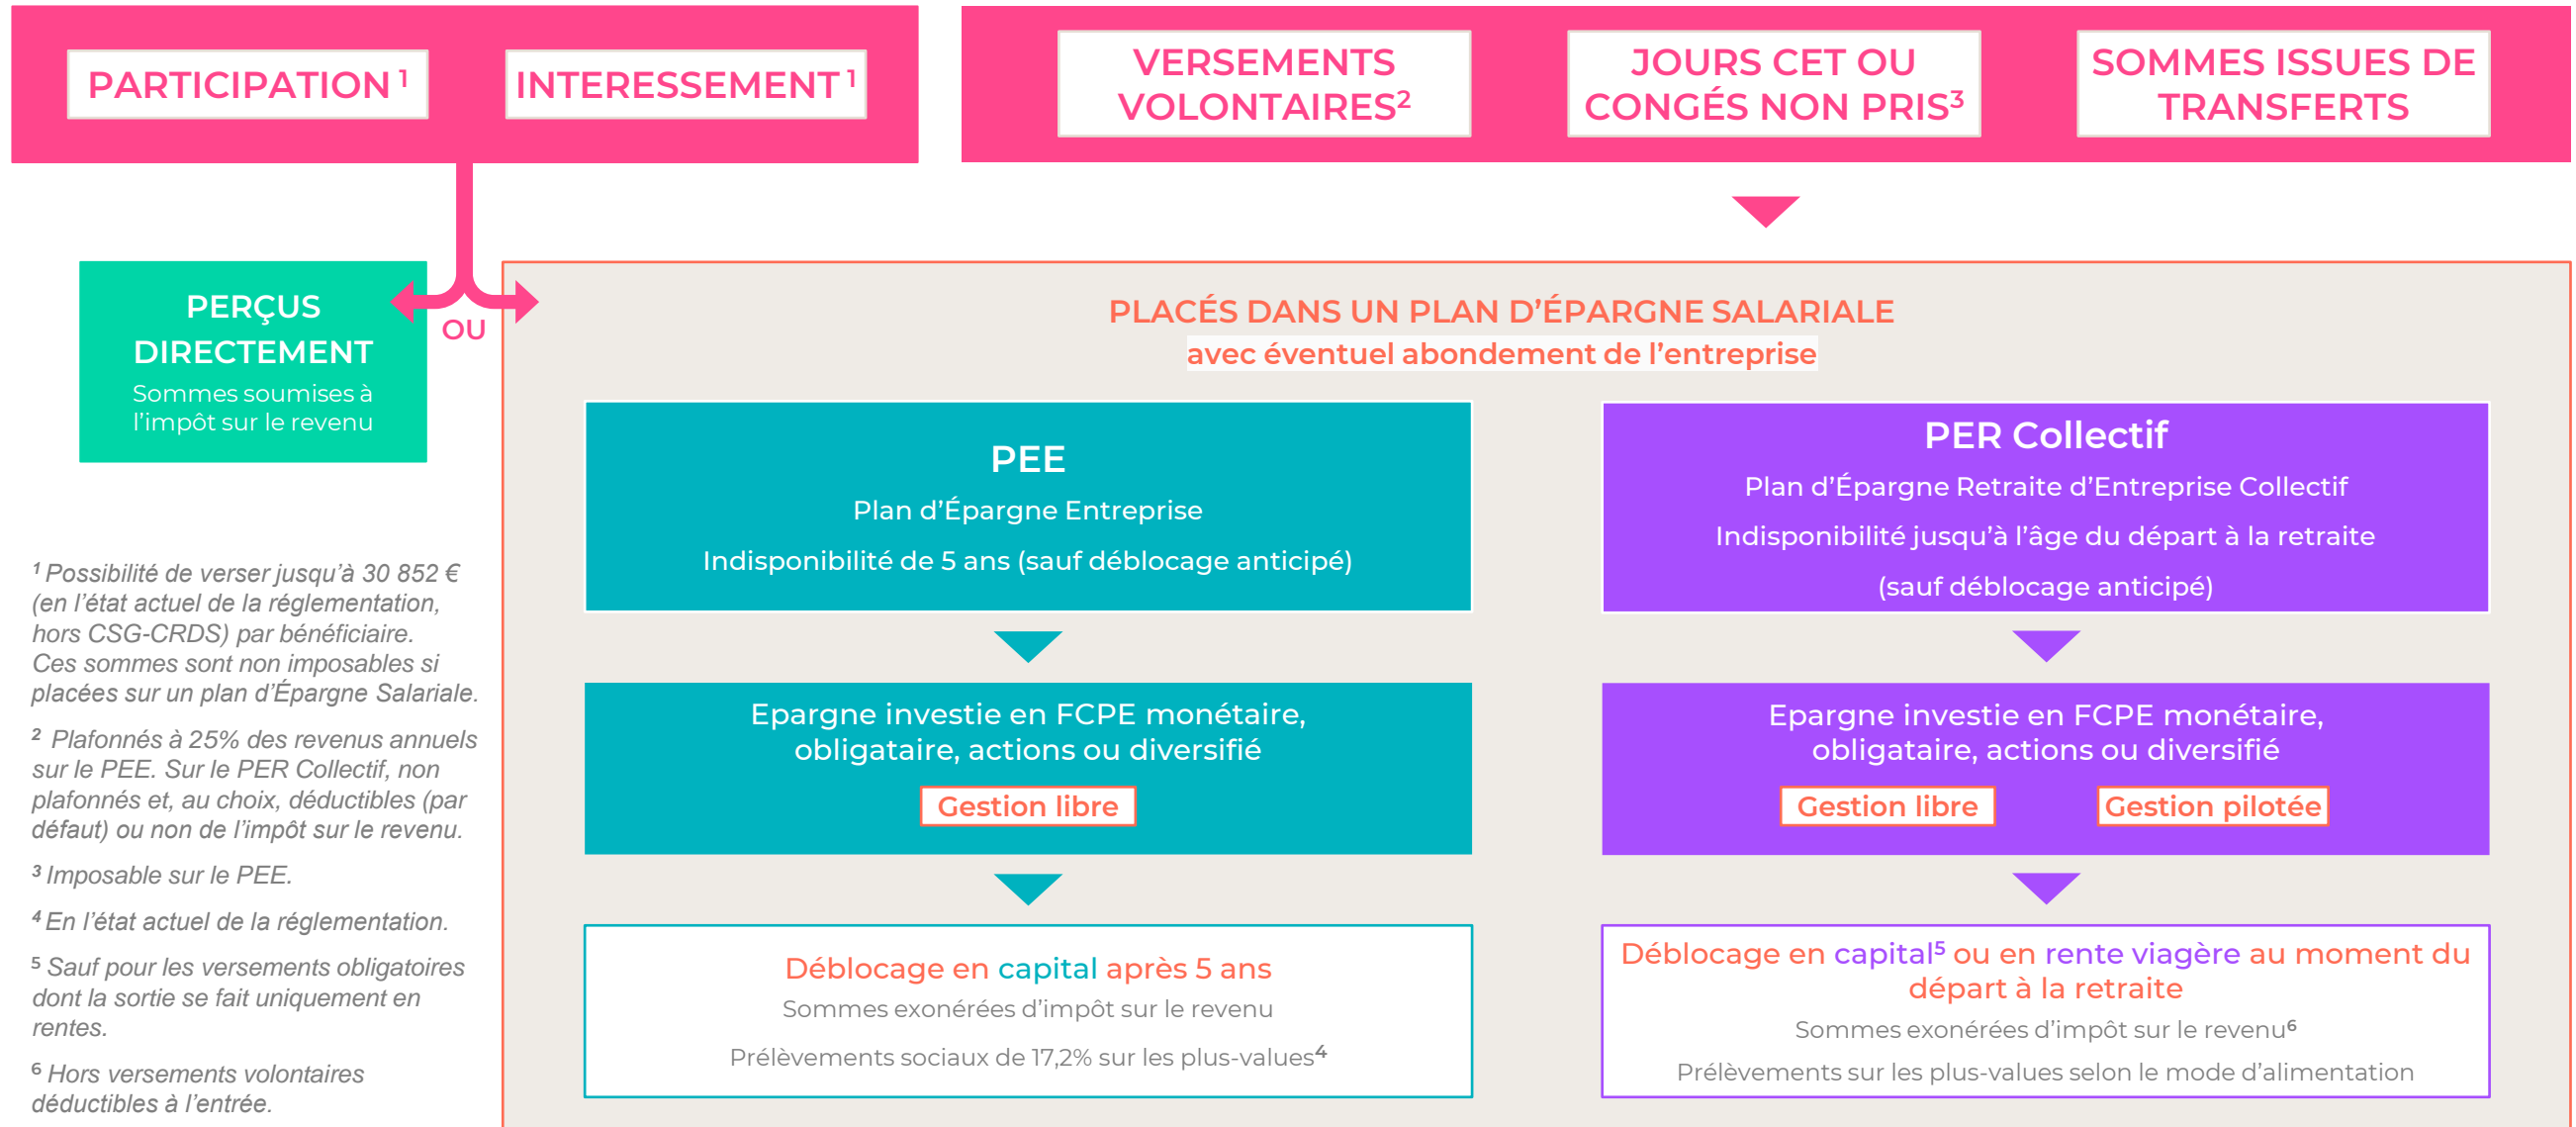 PARTICIPATION ¹
INTERESSEMENT ¹
VERSEMENTS
VOLONTAIRES²
JOURS CET OU
CONGÉS NON PRIS³
SOMMES ISSUES DE
TRANSFERTS
PERÇUS
DIRECTEMENT
Sommes soumises à
l’impôt sur le revenu
OU
PLACÉS DANS UN PLAN D’ÉPARGNE SALARIALE
avec éventuel abondement de l’entreprise
PEE
Plan d’Épargne Entreprise
Indisponibilité de 5 ans (sauf déblocage anticipé)
Epargne investie en FCPE monétaire,
obligataire, actions ou diversifié
Gestion libre
Déblocage en capital après 5 ans
Sommes exonérées d’impôt sur le revenu
Prélèvements sociaux de 17,2% sur les plus-values⁴
PER Collectif
Plan d’Épargne Retraite d’Entreprise Collectif
Indisponibilité jusqu’à l’âge du départ à la retraite
(sauf déblocage anticipé)
Epargne investie en FCPE monétaire,
obligataire, actions ou diversifié
Gestion libre
Gestion pilotée
Déblocage en capital⁵ ou en rente viagère au moment du
départ à la retraite
Sommes exonérées d’impôt sur le revenu⁶
Prélèvements sur les plus-values selon le mode d’alimentation
¹ Possibilité de verser jusqu’à 30 852 €
(en l’état actuel de la réglementation,
hors CSG-CRDS) par bénéficiaire.
Ces sommes sont non imposables si
placées sur un plan d’Épargne Salariale.
² Plafonnés à 25% des revenus annuels
sur le PEE. Sur le PER Collectif, non
plafonnés et, au choix, déductibles (par
défaut) ou non de l’impôt sur le revenu.
³ Imposable sur le PEE.
⁴ En l’état actuel de la réglementation.
⁵ Sauf pour les versements obligatoires
dont la sortie se fait uniquement en
rentes.
⁶ Hors versements volontaires
déductibles à l’entrée.